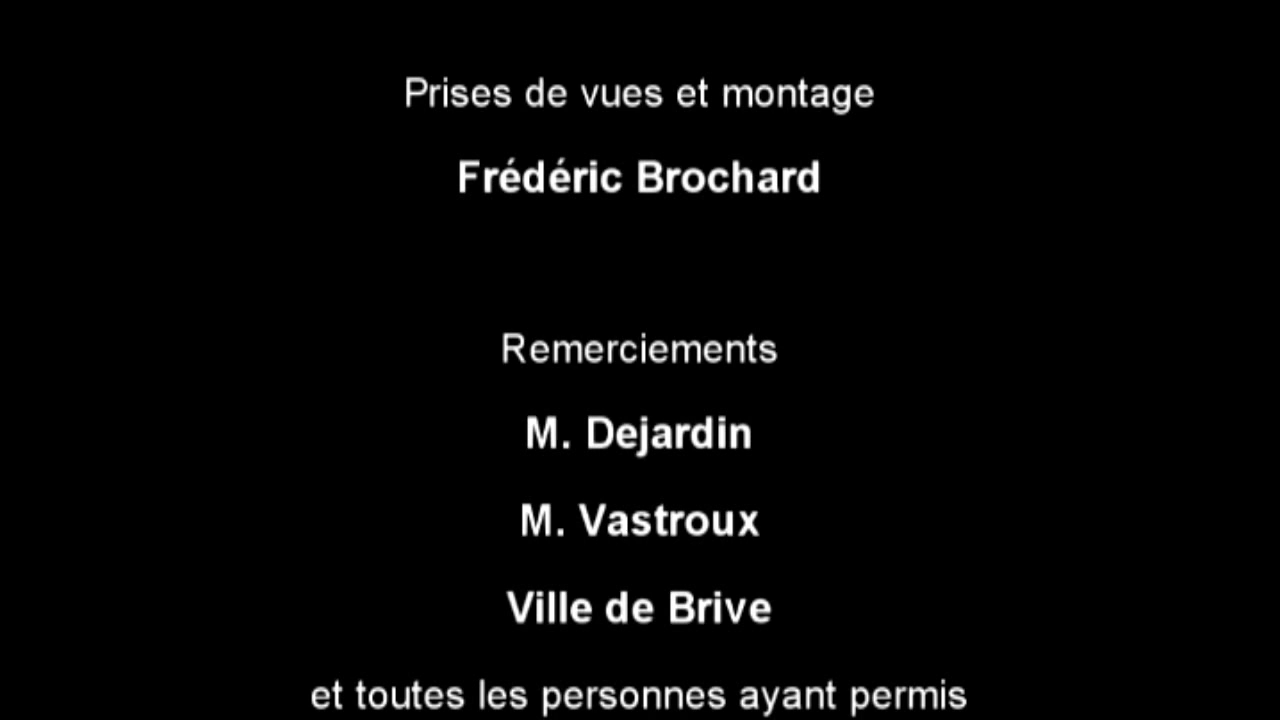 Prises de vues et montage
Frédéric Brochard
Remerciements
M. Dejardin
M. Vastroux
Ville de Brive
et toutes les personnes ayant permis